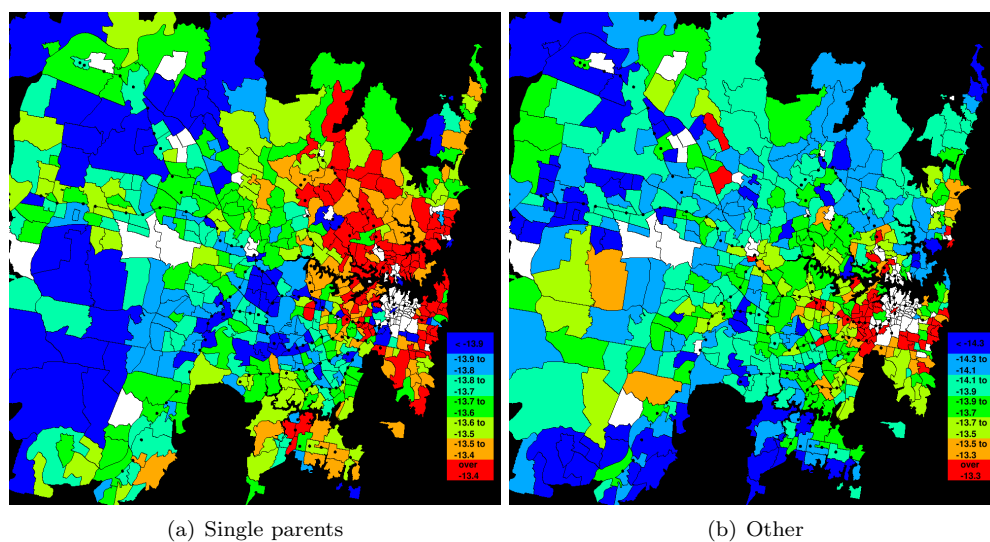 < -13.9
-13.9 to
-13.8
-13.8 to
-13.7
-13.7 to
-13.6
-13.6 to
-13.5
-13.5 to
-13.4
over
-13.4
< -14.3
-14.3 to
-14.1
-14.1 to
-13.9
-13.9 to
-13.7
-13.7 to
-13.5
-13.5 to
-13.3
over
-13.3
(a) Single parents
(b) Other